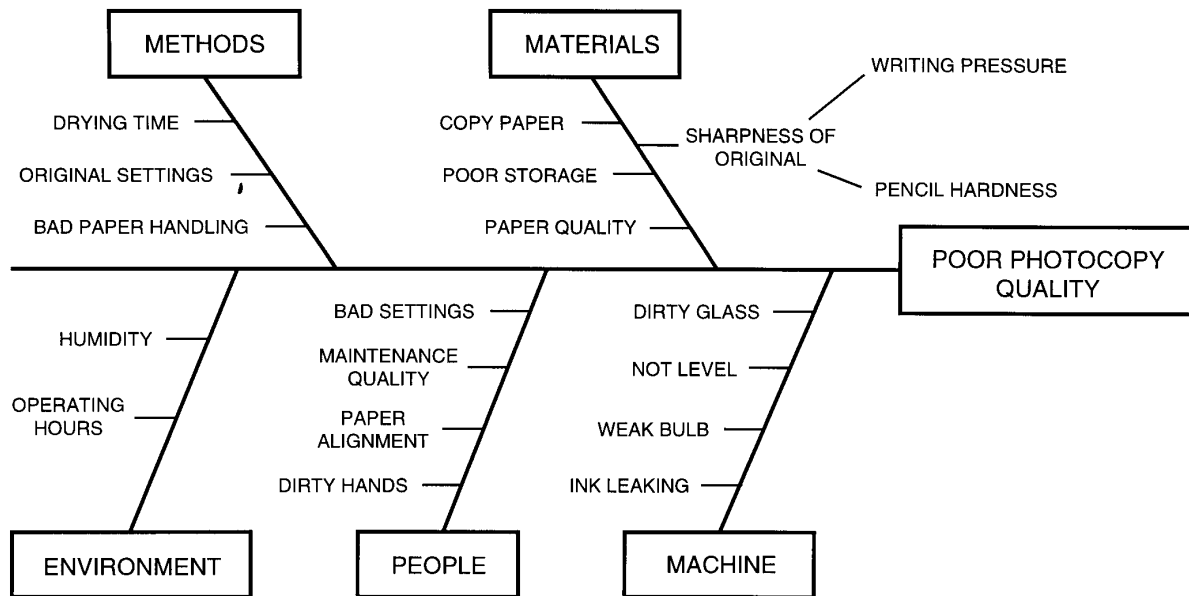 METHODS
MATERIALS
WRITING PRESSURE
DRYING TIME
COPY PAPER
SHARPNESS OF
ORIGINAL
ORIGINAL SETTINGS
POOR STORAGE
PENCIL HARDNESS
BAD PAPER HANDLING
PAPER QUALITY
POOR PHOTOCOPY
QUALITY
BAD SETTINGS
DIRTY GLASS
HUMIDITY
MAINTENANCE
QUALITY
NOT LEVEL
OPERATING
HOURS
PAPER
ALIGNMENT
WEAK BULB
DIRTY HANDS
INK LEAKING
ENVIRONMENT
PEOPLE
MACHINE